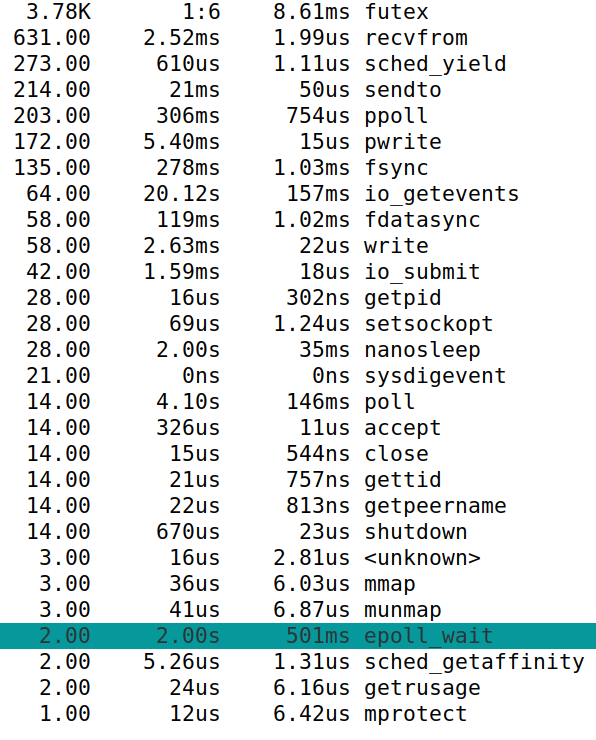 3.78K 1:6 8.61ms futex
631.00 2.52ms 1.99us recvfrom
273.00 610us 1.11us sched_yield
214.00 21ms 50us sendto
203.00 306ms 754us ppoll
172.00 5.40ms 15us pwrite
135.00 278ms 1.03ms fsync
64.00 20.12s 157ms io_getevents
58.00 119ms 1.02ms fdatasync
58.00 2.63ms 22us write
42.00 1.59ms 18us io_submit
28.00 16us 302ns getpid
28.00 69us 1.24us setsockopt
28.00 2.00s 35ms nanosleep
21.00 0ns 0ns sysdigevent
14.00 4.10s 146ms poll
14.00 326us 11us accept
14.00 15us 544ns close
14.00 21us 757ns gettid
14.00 22us 813ns getpeername
14.00 670us 23us shutdown
3.00 16us 2.81us <unknown>
3.00 36us 6.03us mmap
3.00 41us 6.87us munmap
2.00 2.00s 501ms epoll_wait
2.00 5.26us 1.31us sched_getaffinity
2.00 24us 6.16us getrusage
1.00 12us 6.42us mprotect